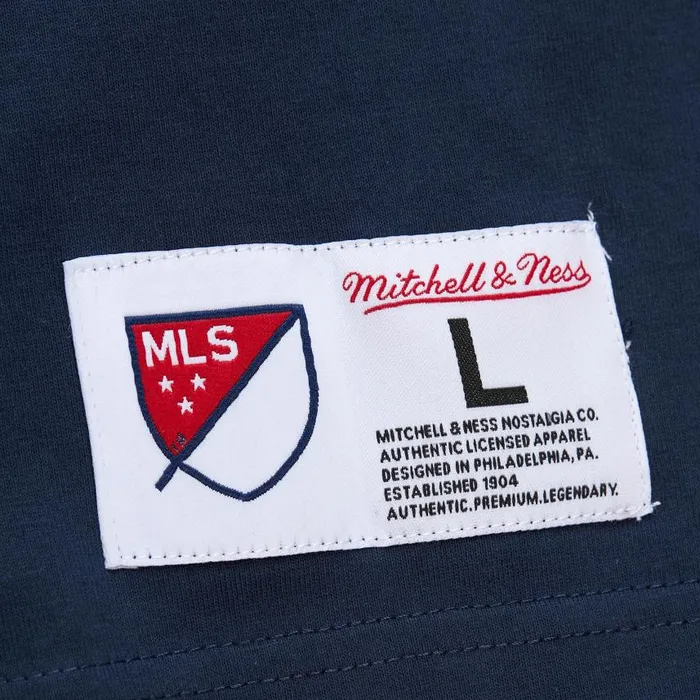 MLS
Mitchell & Ness
L
MITCHELL & NESS NOSTALGIA CO.
AUTHENTIC LICENSED APPAREL
DESIGNED IN PHILADELPHIA, PA.
ESTABLISHED 1904
AUTHENTIC.PREMIUM.LEGENDARY.